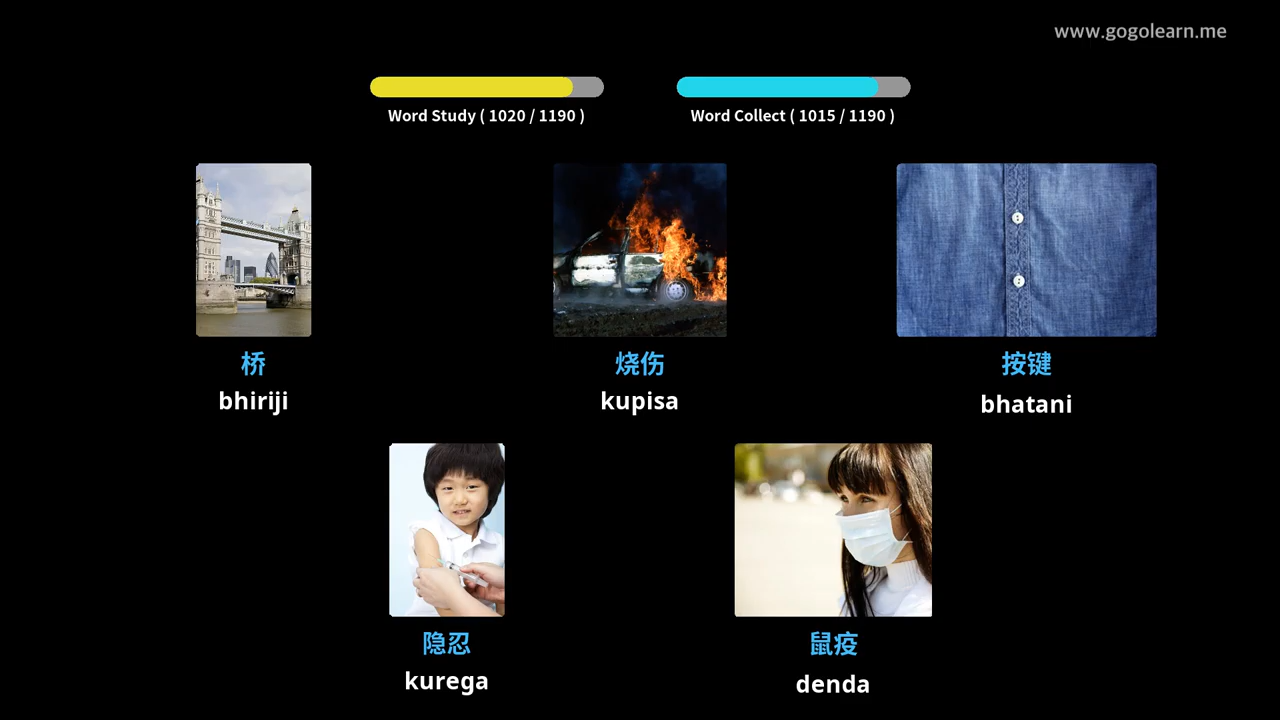 www.gogolearn.me
Word Study ( 1020 / 1190 )
Word Collect ( 1015 / 1190 )
桥
bhiriji
烧伤
kupisa
按键
bhatani
隐忍
kurega
鼠疫
denda